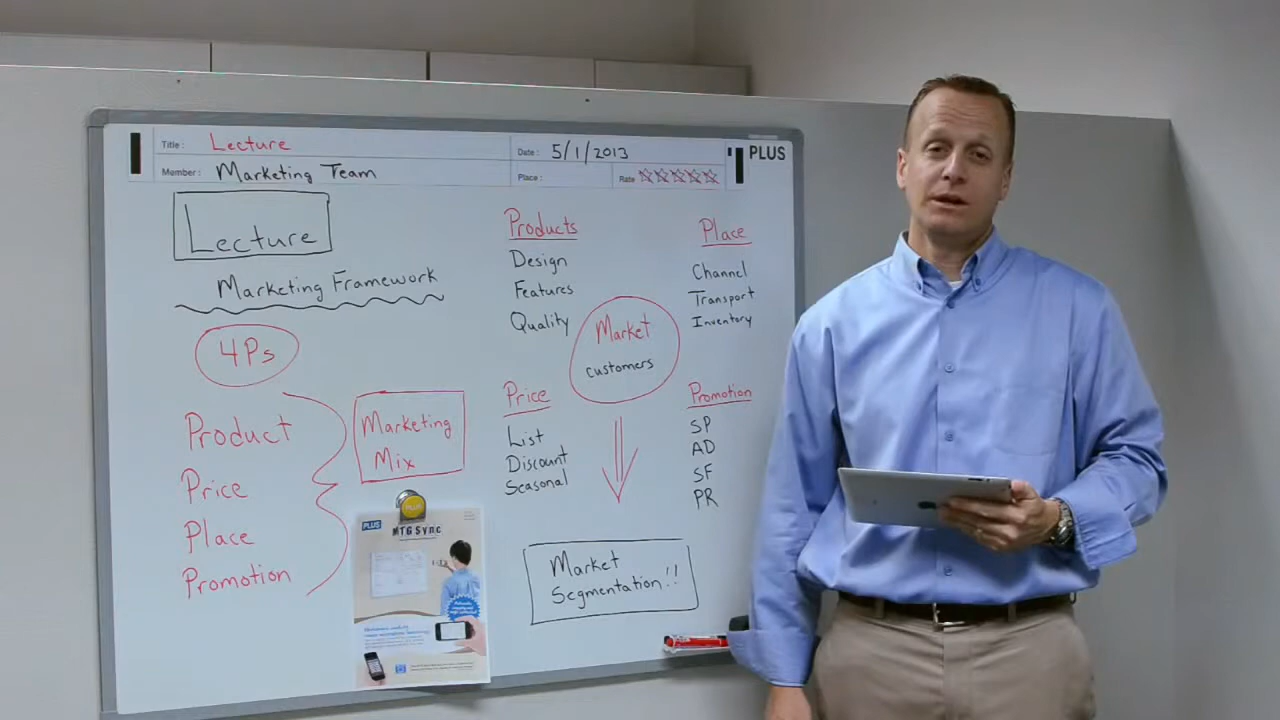 Title : Lecture
Date : 5/1/2013
PLUS
Member : Marketing Team
Place :
Rate
Lecture
Marketing Framework
4Ps
Product
Price
Place
Promotion
Marketing
Mix
PLUS
PLUS
MTG Sync
Products
Design
Features
Quality
Place
Channel
Transport
Inventory
Market
customers
Price
List
Discount
Seasonal
Promotion
SP
AD
SF
PR
Market
Segmentation!!